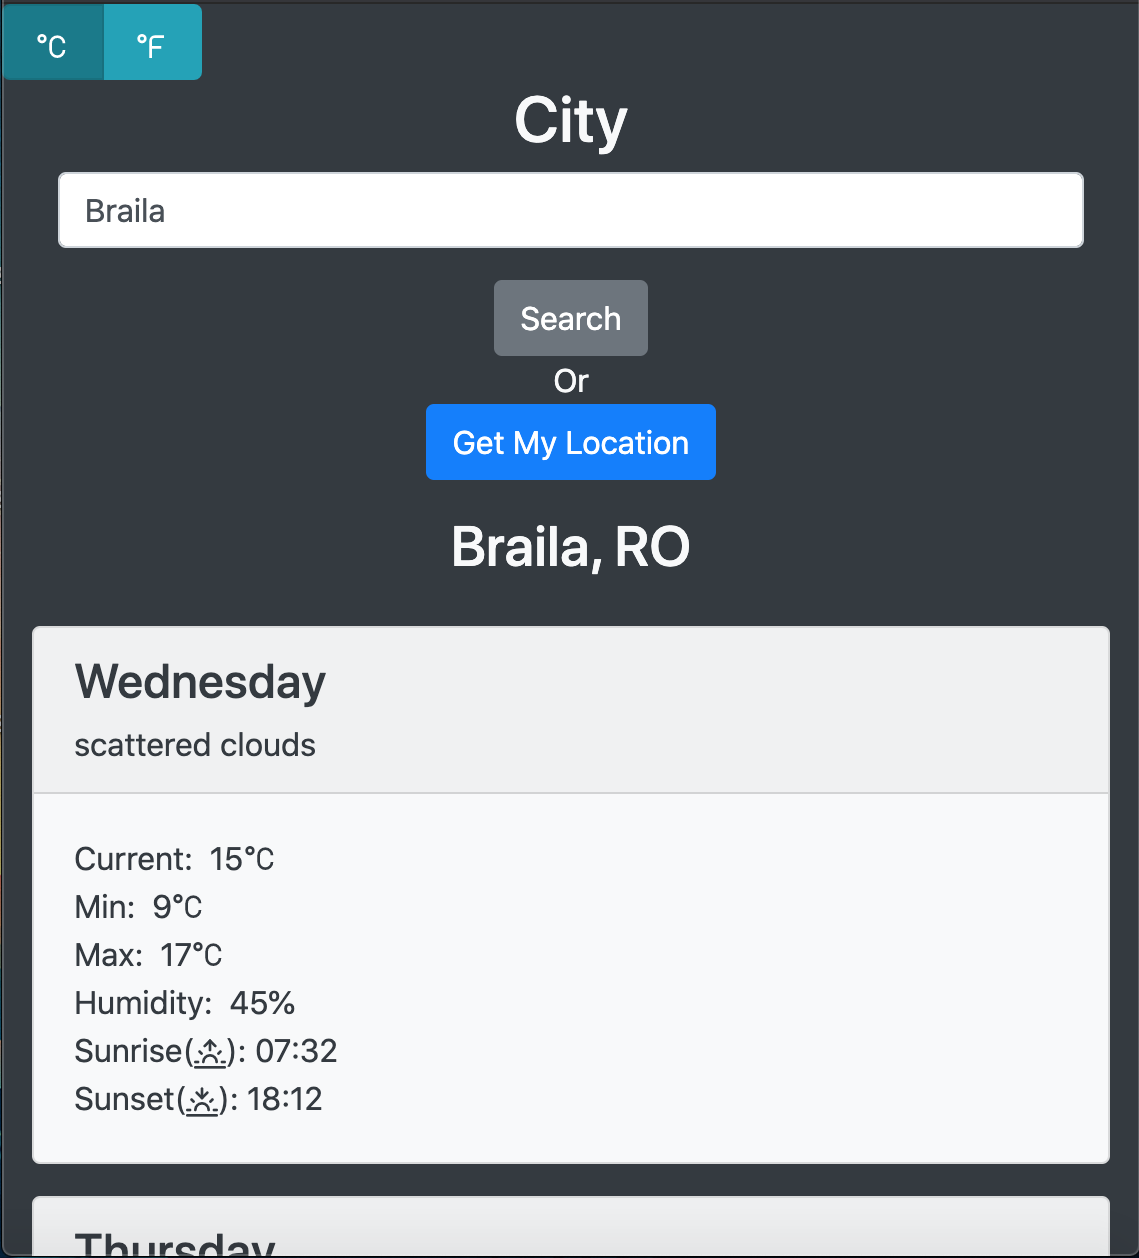 °C °F
City
Braila
Search
Or
Get My Location
Braila, RO
Wednesday
scattered clouds
Current: 15°C
Min: 9°C
Max: 17°C
Humidity: 45%
Sunrise(): 07:32
Sunset(): 18:12
Thursday